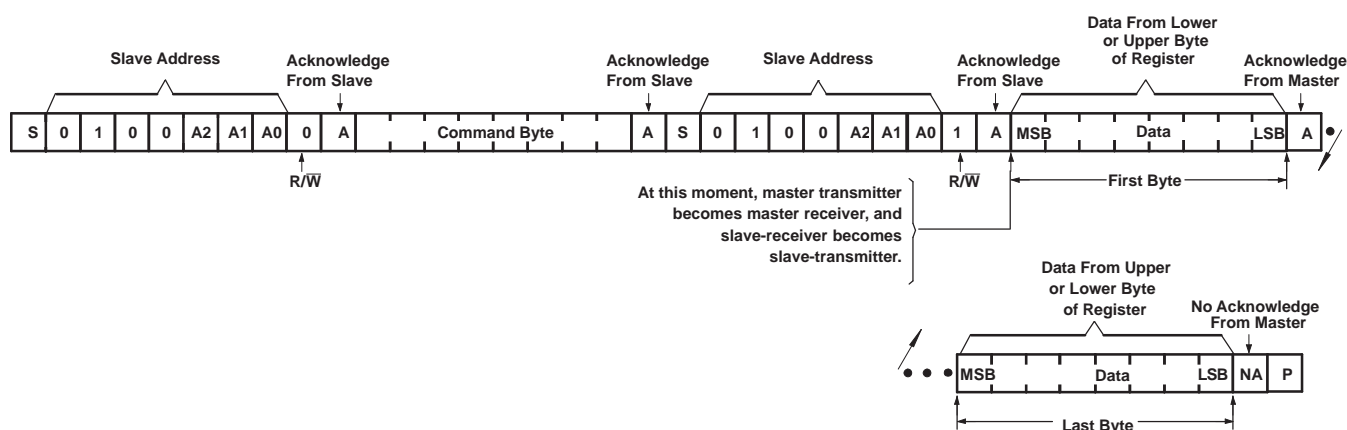 Data From Lower
or Upper Byte
of Register
Slave Address
Acknowledge
From Slave
Acknowledge
From Slave
Slave Address
Acknowledge
From Slave
Acknowledge
From Master
S 0 1 0 0 A2 A1 A0 0 A Command Byte A S 0 1 0 0 A2 A1 A0 1 A MSB Data LSB A
R/W̅
R/W̅
First Byte
At this moment, master transmitter
becomes master receiver, and
slave-receiver becomes
slave-transmitter.
Data From Upper
or Lower Byte
of Register
No Acknowledge
From Master
MSB Data LSB NA P
Last Byte